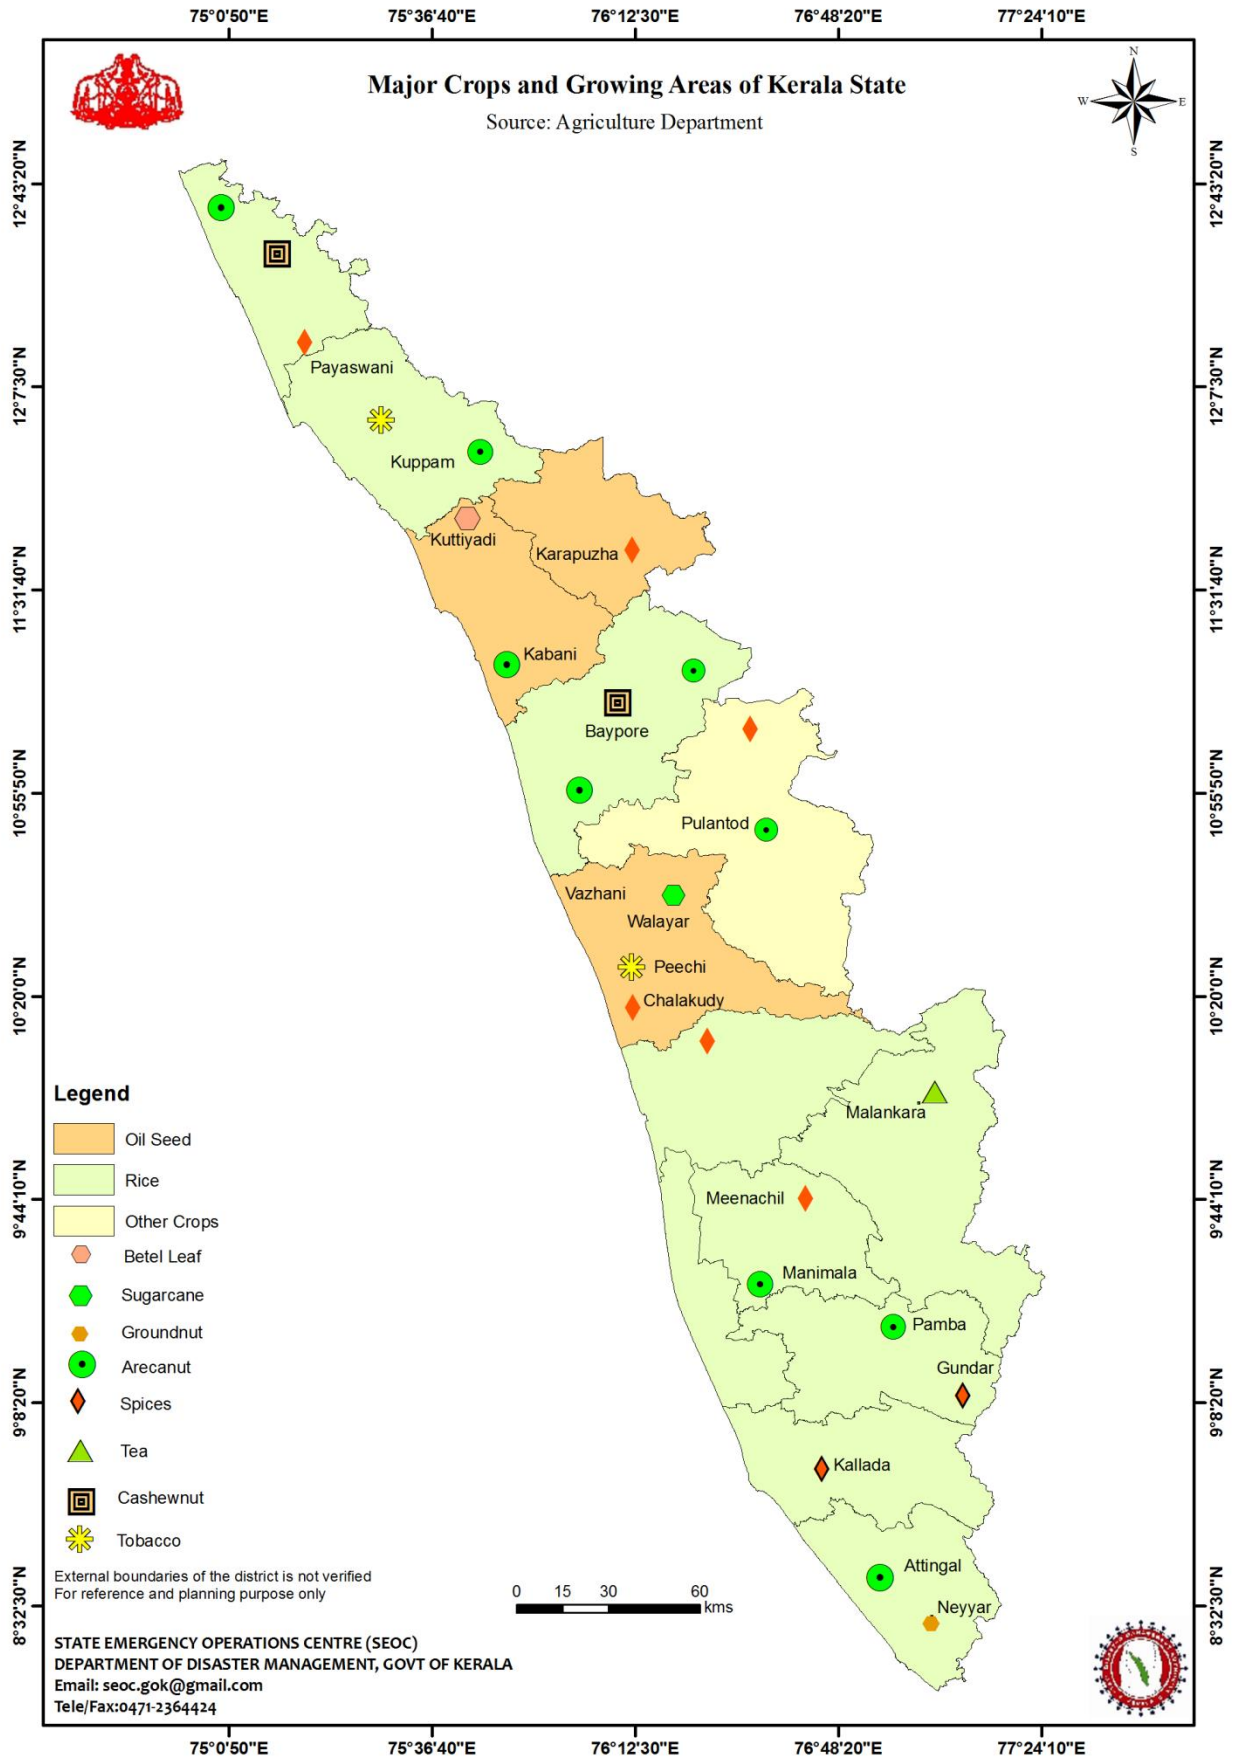 75°0'50"E 75°36'40"E 76°12'30"E 76°48'20"E 77°24'10"E
Major Crops and Growing Areas of Kerala State
Source: Agriculture Department
N
W E
S
12°43'20"N 12°43'20"N
Payaswani
12°7'30"N 12°7'30"N
Kuppam
Kuttiyadi
Karapuzha
11°31'40"N 11°31'40"N
Kabani
Baypore
10°55'50"N 10°55'50"N
Pulantod
Vazhani
Walayar
Peechi
Chalakudy
10°20'0"N 10°20'0"N
Malankara
Meenachil
9°44'10"N 9°44'10"N
Manimala
Pamba
Gundar
9°8'20"N 9°8'20"N
Kallada
Attingal
Neyyar
8°32'30"N 8°32'30"N
Legend
Oil Seed
Rice
Other Crops
Betel Leaf
Sugarcane
Groundnut
Arecanut
Spices
Tea
Cashewnut
Tobacco
External boundaries of the district is not verified
For reference and planning purpose only
0 15 30 60
kms
STATE EMERGENCY OPERATIONS CENTRE (SEOC)
DEPARTMENT OF DISASTER MANAGEMENT, GOVT OF KERALA
Email: seoc.gok@gmail.com
Tele/Fax:0471-2364424
75°0'50"E 75°36'40"E 76°12'30"E 76°48'20"E 77°24'10"E